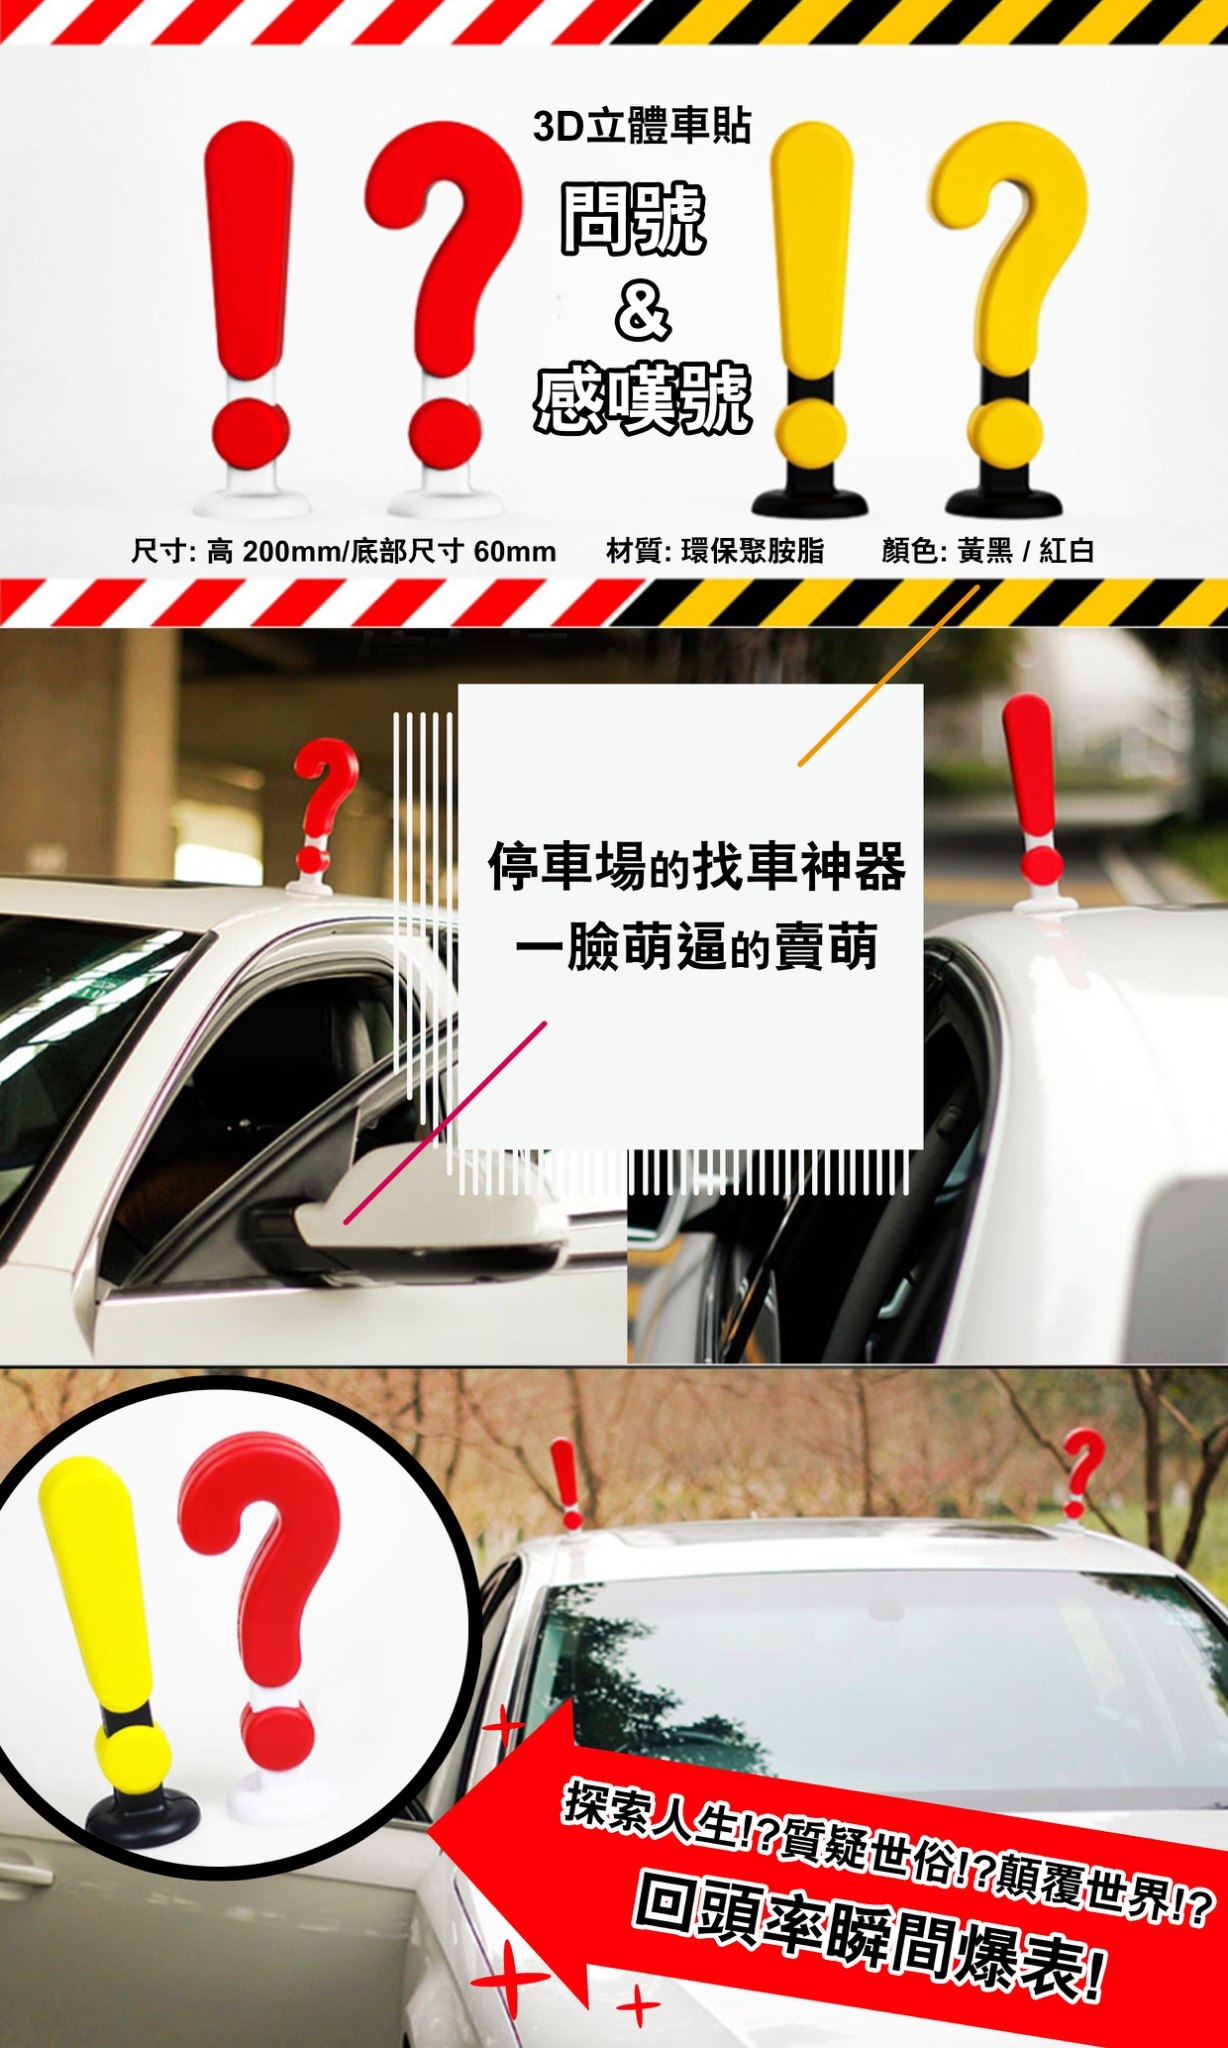 3D立體車貼
問號
&
感嘆號
尺寸: 高 200mm/底部尺寸 60mm 材質: 環保聚胺脂 顏色: 黃黑 / 紅白
停車場的找車神器
一臉萌逼的賣萌
探索人生!?質疑世俗!?顛覆世界!?
回頭率瞬間爆表!